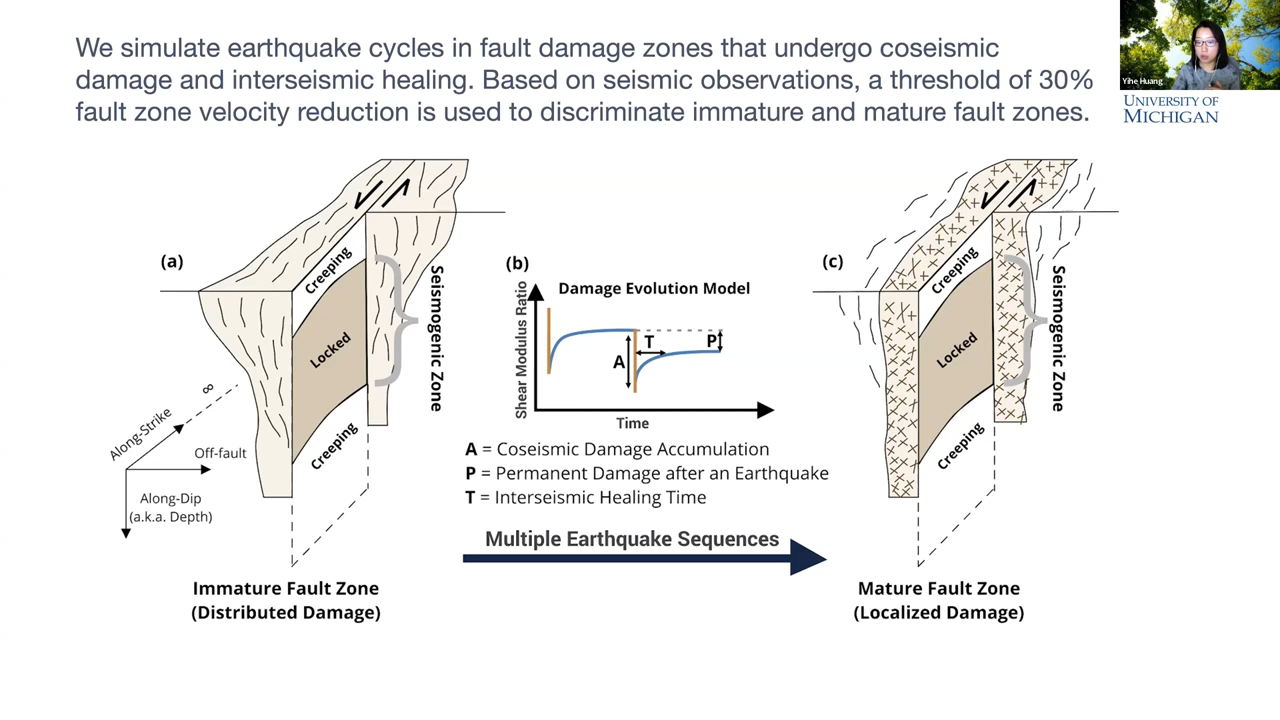 We simulate earthquake cycles in fault damage zones that undergo coseismic
damage and interseismic healing. Based on seismic observations, a threshold of 30%
fault zone velocity reduction is used to discriminate immature and mature fault zones.
Yihe Huang
UNIVERSITY OF
MICHIGAN
(a)
Creeping
Locked
Creeping
Seismogenic Zone
∞
Along-Strike
Off-fault
Along-Dip
(a.k.a. Depth)
Immature Fault Zone
(Distributed Damage)
(b)
Damage Evolution Model
Shear Modulus Ratio
A
T
P
Time
A = Coseismic Damage Accumulation
P = Permanent Damage after an Earthquake
T = Interseismic Healing Time
Multiple Earthquake Sequences
(c)
Creeping
Locked
Creeping
Seismogenic Zone
Mature Fault Zone
(Localized Damage)